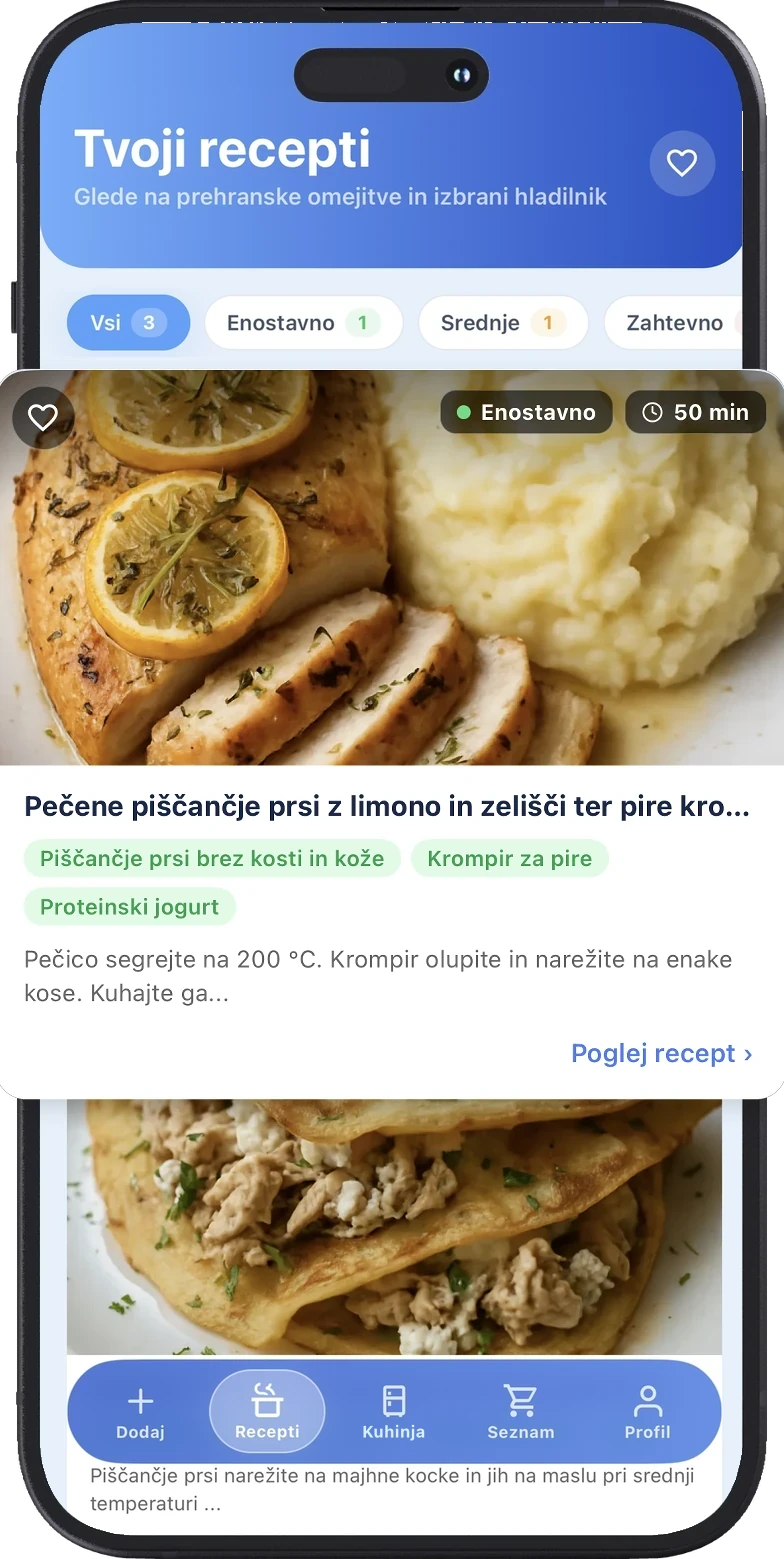 Tvoji recepti
Glede na prehranske omejitve in izbrani hladilnik
Vsi 3 Enostavno 1 Srednje 1 Zahtevno
Enostavno 50 min
Pečene piščančje prsi z limono in zelišči ter pire kro...
Piščančje prsi brez kosti in kože Krompir za pire
Proteinski jogurt
Pečico segrejte na 200 °C. Krompir olupite in narežite na enake
kose. Kuhajte ga...
Poglej recept ›
Dodaj Recepti Kuhinja Seznam Profil
Piščančje prsi narežite na majhne kocke in jih na maslu pri srednji
temperaturi ...